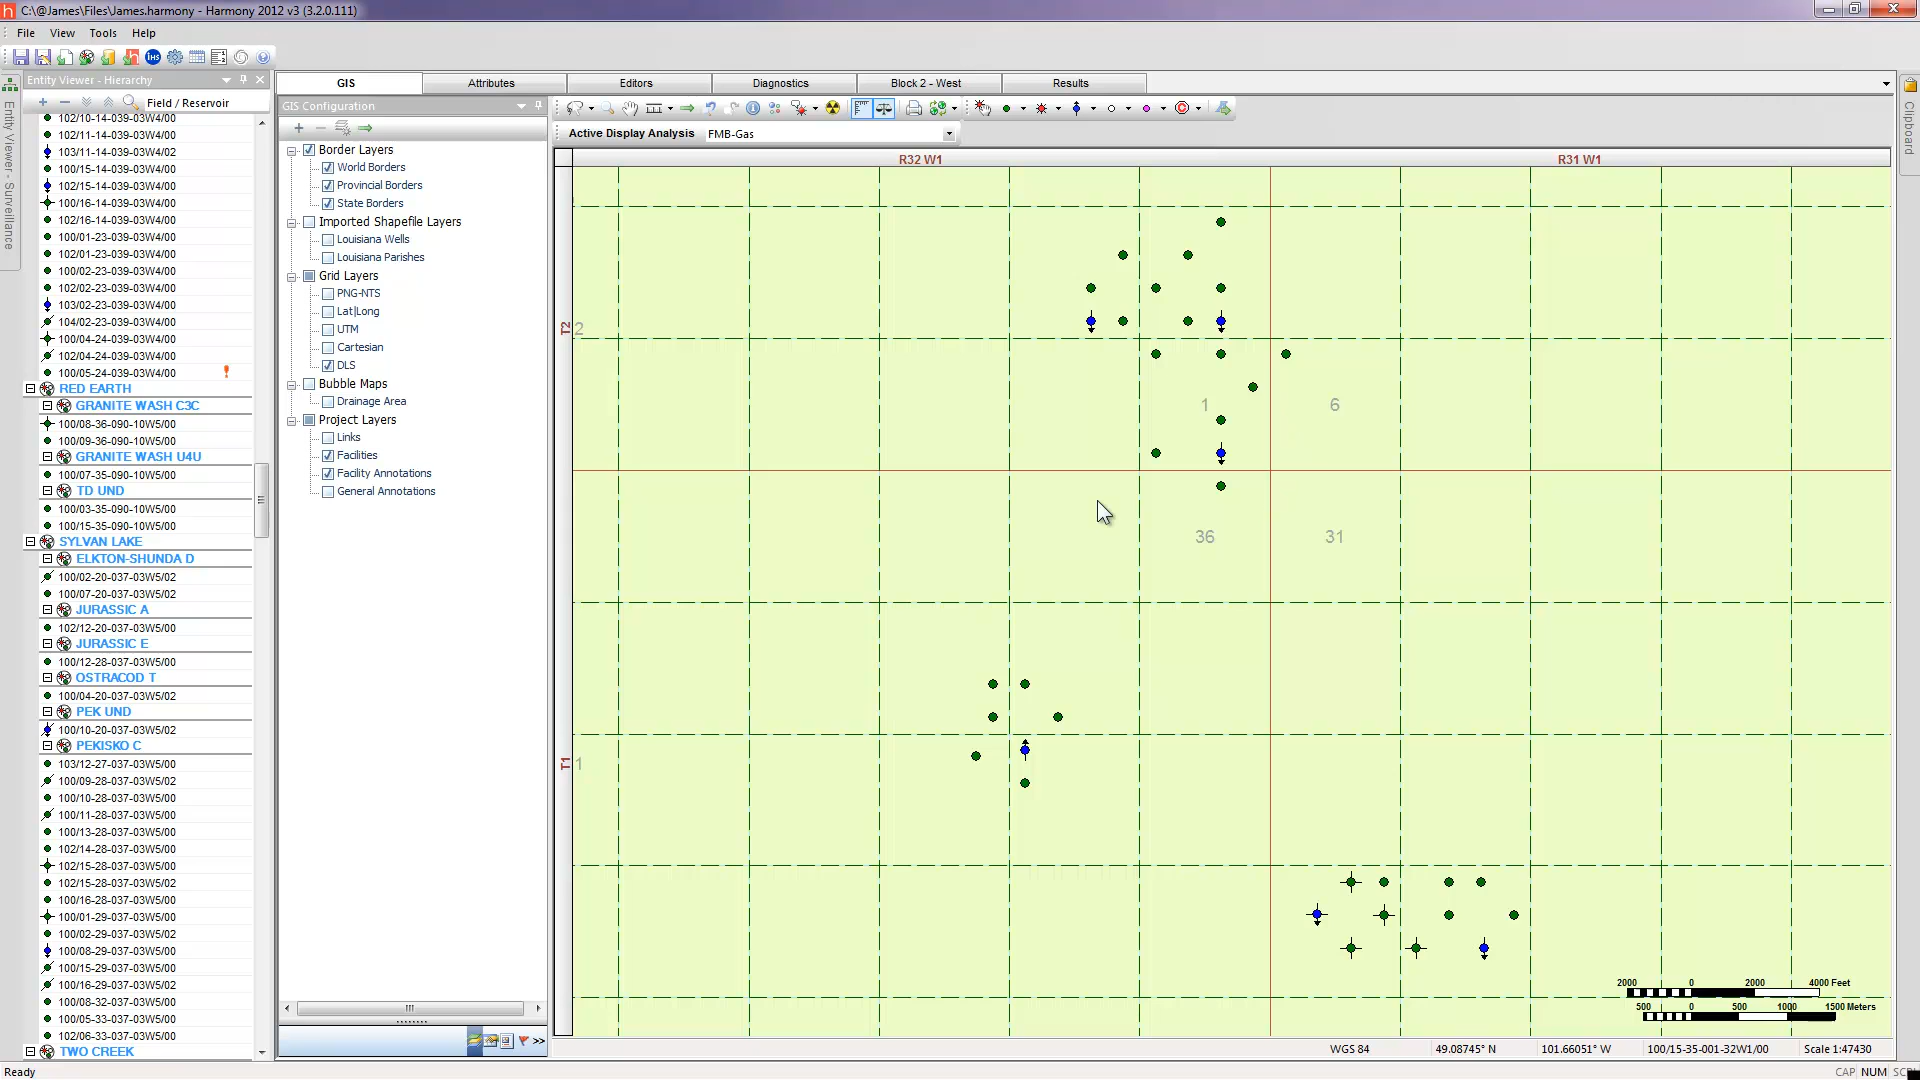 C:\@James\Files\James.harmony - Harmony 2012 v3 (3.2.0.111)
File View Tools Help
Entity Viewer - Hierarchy
Field / Reservoir
Entity Viewer - Surveillance
102/10-14-039-03W4/00
102/11-14-039-03W4/00
103/11-14-039-03W4/02
100/15-14-039-03W4/00
102/15-14-039-03W4/00
100/16-14-039-03W4/00
102/16-14-039-03W4/00
100/01-23-039-03W4/00
102/01-23-039-03W4/00
100/02-23-039-03W4/00
102/02-23-039-03W4/00
103/02-23-039-03W4/00
104/02-23-039-03W4/00
100/04-24-039-03W4/00
102/04-24-039-03W4/00
100/05-24-039-03W4/00
RED EARTH
GRANITE WASH C3C
100/08-36-090-10W5/00
100/09-36-090-10W5/00
GRANITE WASH U4U
100/07-35-090-10W5/00
TD UND
100/03-35-090-10W5/00
100/15-35-090-10W5/00
SYLVAN LAKE
ELKTON-SHUNDA D
100/02-20-037-03W5/02
100/07-20-037-03W5/02
JURASSIC A
102/12-20-037-03W5/00
JURASSIC E
100/12-28-037-03W5/00
OSTRACOD T
100/04-20-037-03W5/02
PEK UND
100/10-20-037-03W5/02
PEKISKO C
103/12-27-037-03W5/00
100/09-28-037-03W5/02
100/10-28-037-03W5/00
100/11-28-037-03W5/00
100/13-28-037-03W5/00
102/14-28-037-03W5/00
102/15-28-037-03W5/00
102/15-28-037-03W5/02
100/16-28-037-03W5/00
100/01-29-037-03W5/00
100/02-29-037-03W5/02
100/08-29-037-03W5/00
100/15-29-037-03W5/00
100/16-29-037-03W5/02
100/08-32-037-03W5/00
100/05-33-037-03W5/00
102/06-33-037-03W5/00
TWO CREEK
GIS Attributes Editors Diagnostics Block 2 - West Results
GIS Configuration
Border Layers
World Borders
Provincial Borders
State Borders
Imported Shapefile Layers
Louisiana Wells
Louisiana Parishes
Grid Layers
PNG-NTS
Lat|Long
UTM
Cartesian
DLS
Bubble Maps
Drainage Area
Project Layers
Links
Facilities
Facility Annotations
General Annotations
Active Display Analysis FMB-Gas
R32 W1 R31 W1
T2 2
1 6
36 31
T1 1
2000 0 2000 4000 Feet
500 0 500 1000 1500 Meters
WGS 84 49.08745° N 101.66051° W 100/15-35-001-32W1/00 Scale 1:47430
Clipboard
Ready
CAP NUM